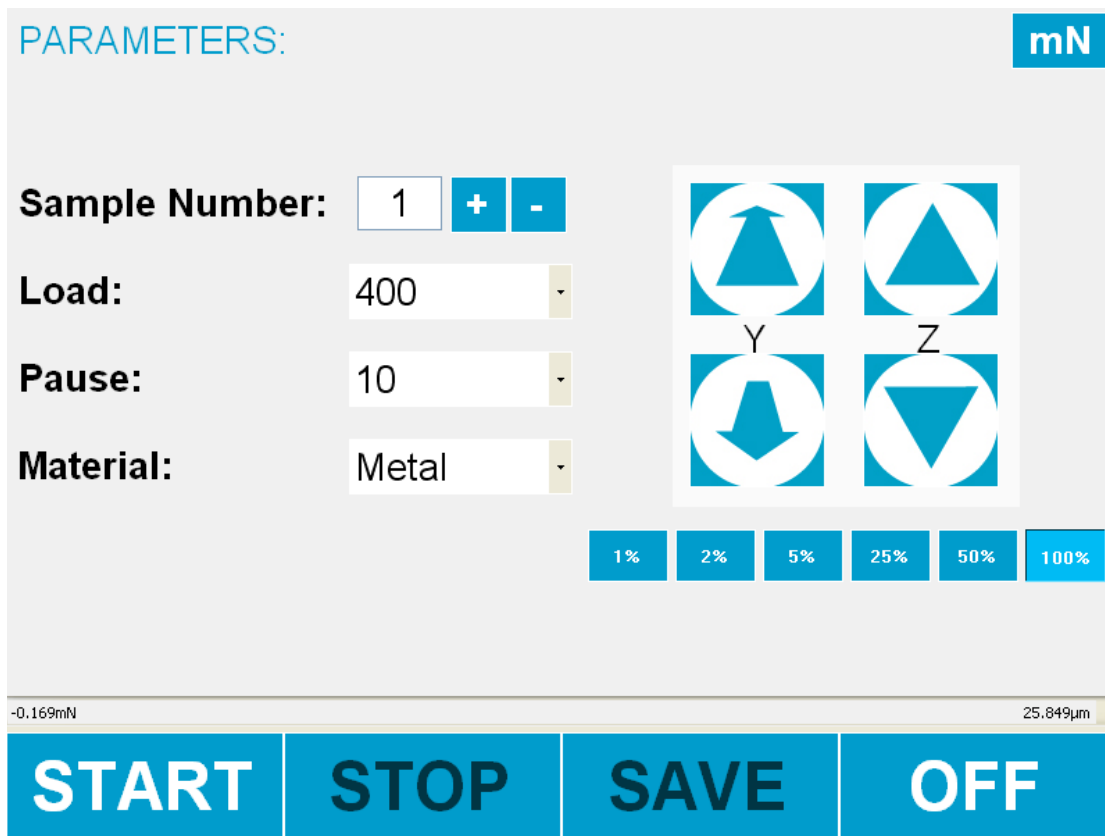 PARAMETERS:
mN
Sample Number: 1 + -
Load: 400
Pause: 10
Material: Metal
Y Z
1% 2% 5% 25% 50% 100%
-0.169mN 25.849µm
START STOP SAVE OFF